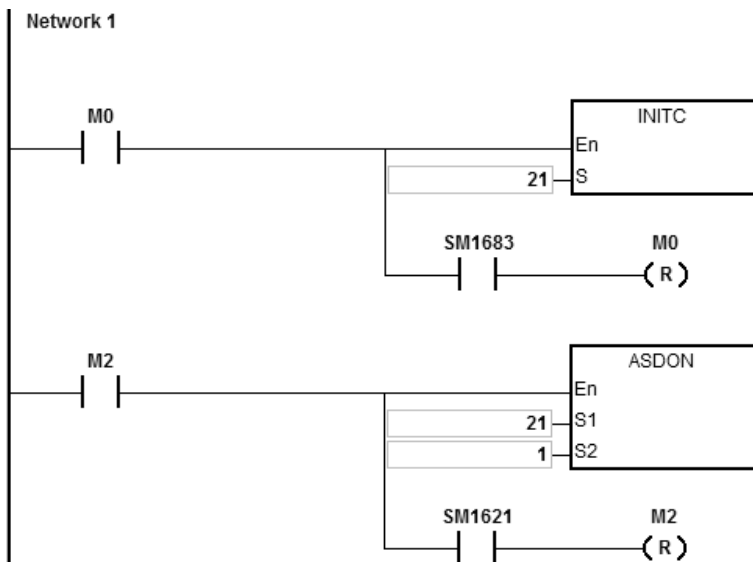 Network 1
M0
INITC
En
21 S
SM1683 M0
R
M2
ASDON
En
21 S1
1 S2
SM1621 M2
R